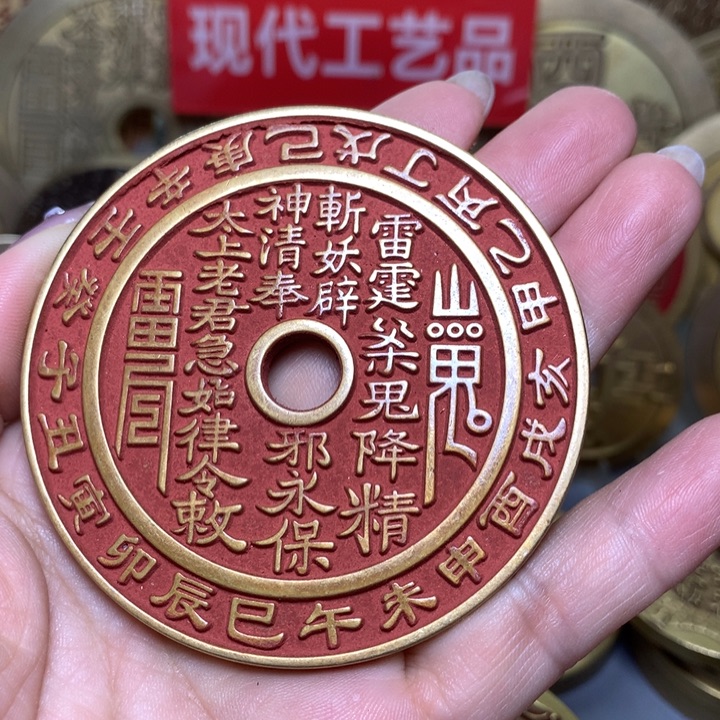 现代工艺品
甲乙丙丁戊己庚辛壬癸子丑寅卯辰巳午未申酉戌亥
雷霆殺鬼降精
斬妖辟邪永保
神清奉
太上老君急如律令敕